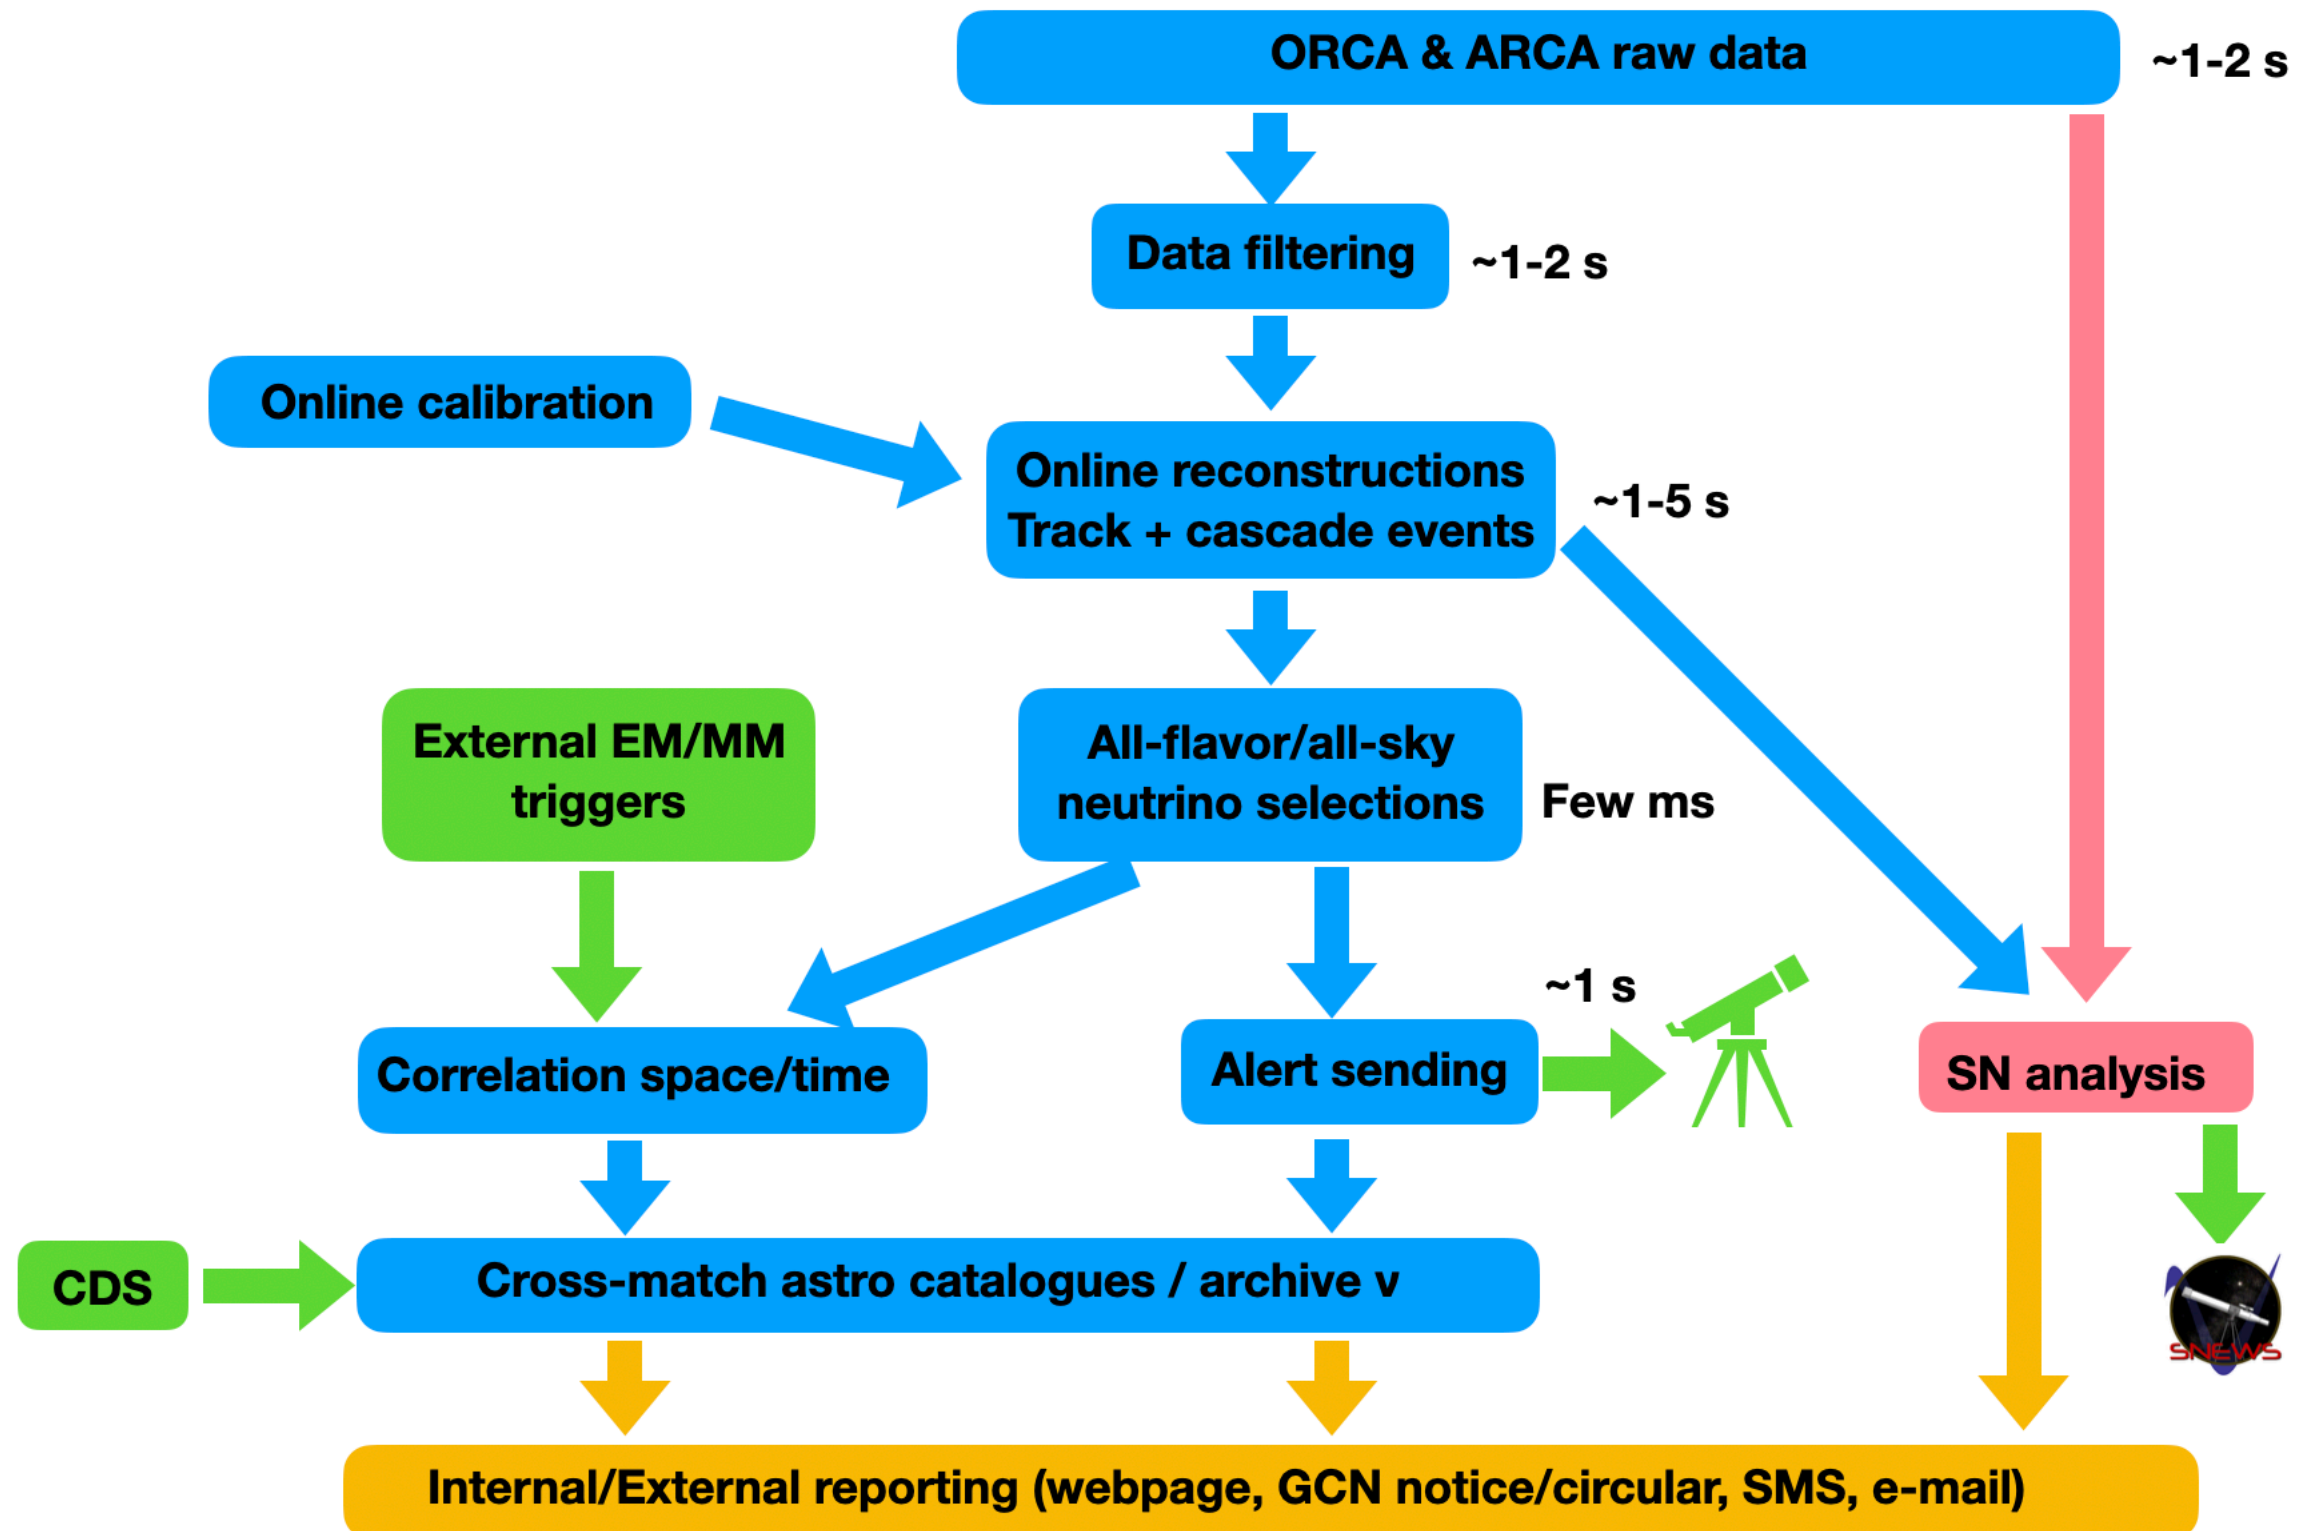 ORCA & ARCA raw data
~1-2 s
Data filtering
~1-2 s
Online calibration
Online reconstructions
Track + cascade events
~1-5 s
External EM/MM
triggers
All-flavor/all-sky
neutrino selections
Few ms
~1 s
Correlation space/time
Alert sending
SN analysis
CDS
Cross-match astro catalogues / archive ν
SNEWS
Internal/External reporting (webpage, GCN notice/circular, SMS, e-mail)